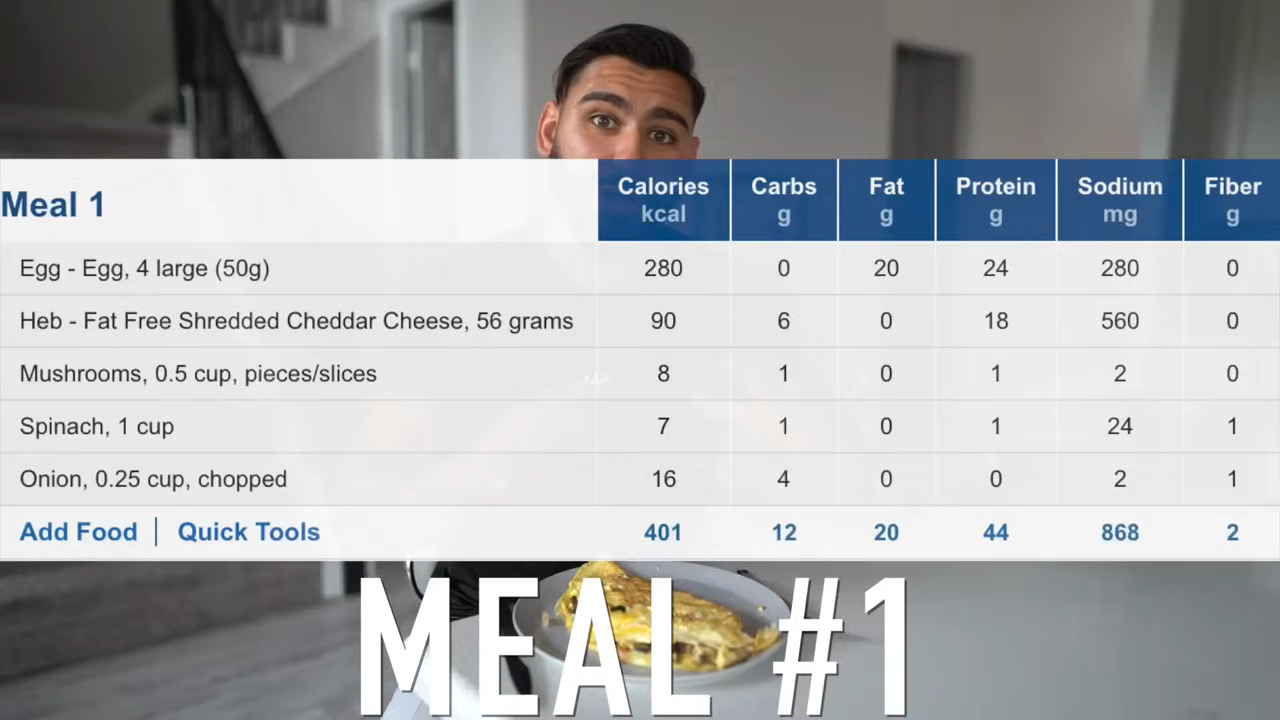 Meal 1 Calories kcal Carbs g Fat g Protein g Sodium mg Fiber g
Egg - Egg, 4 large (50g) 280 0 20 24 280 0
Heb - Fat Free Shredded Cheddar Cheese, 56 grams 90 6 0 18 560 0
Mushrooms, 0.5 cup, pieces/slices 8 1 0 1 2 0
Spinach, 1 cup 7 1 0 1 24 1
Onion, 0.25 cup, chopped 16 4 0 0 2 1
Add Food | Quick Tools 401 12 20 44 868 2
MEAL #1